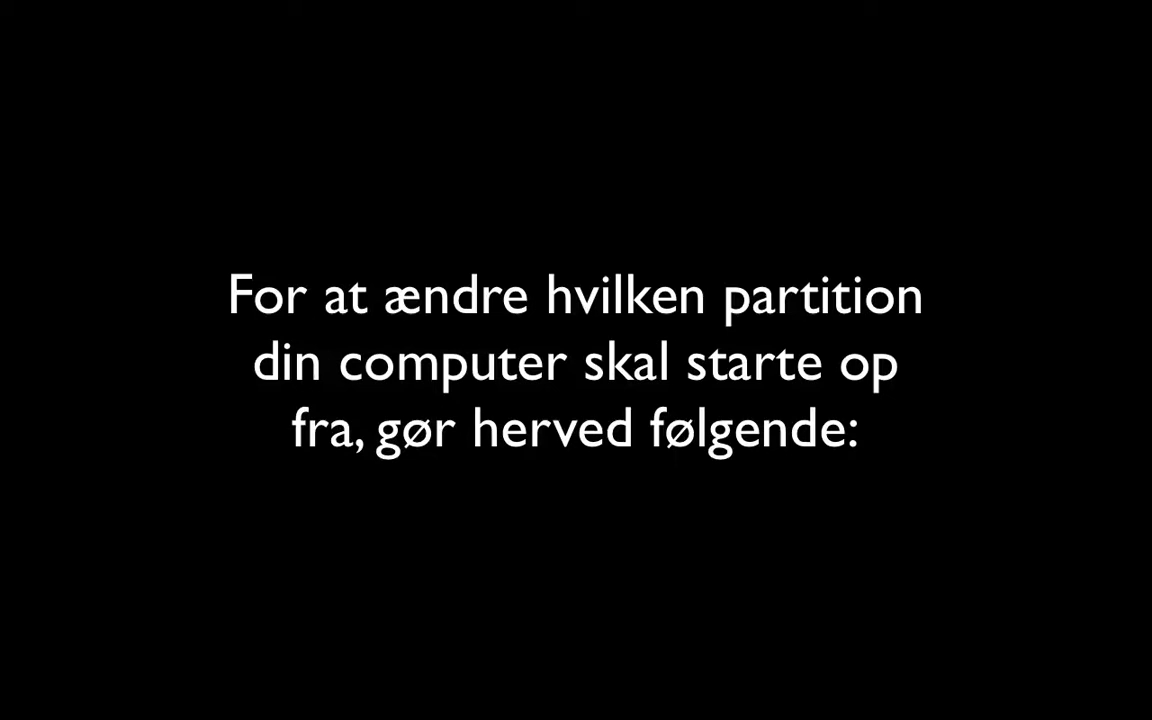 For at ændre hvilken partition
din computer skal starte op
fra, gør herved følgende: